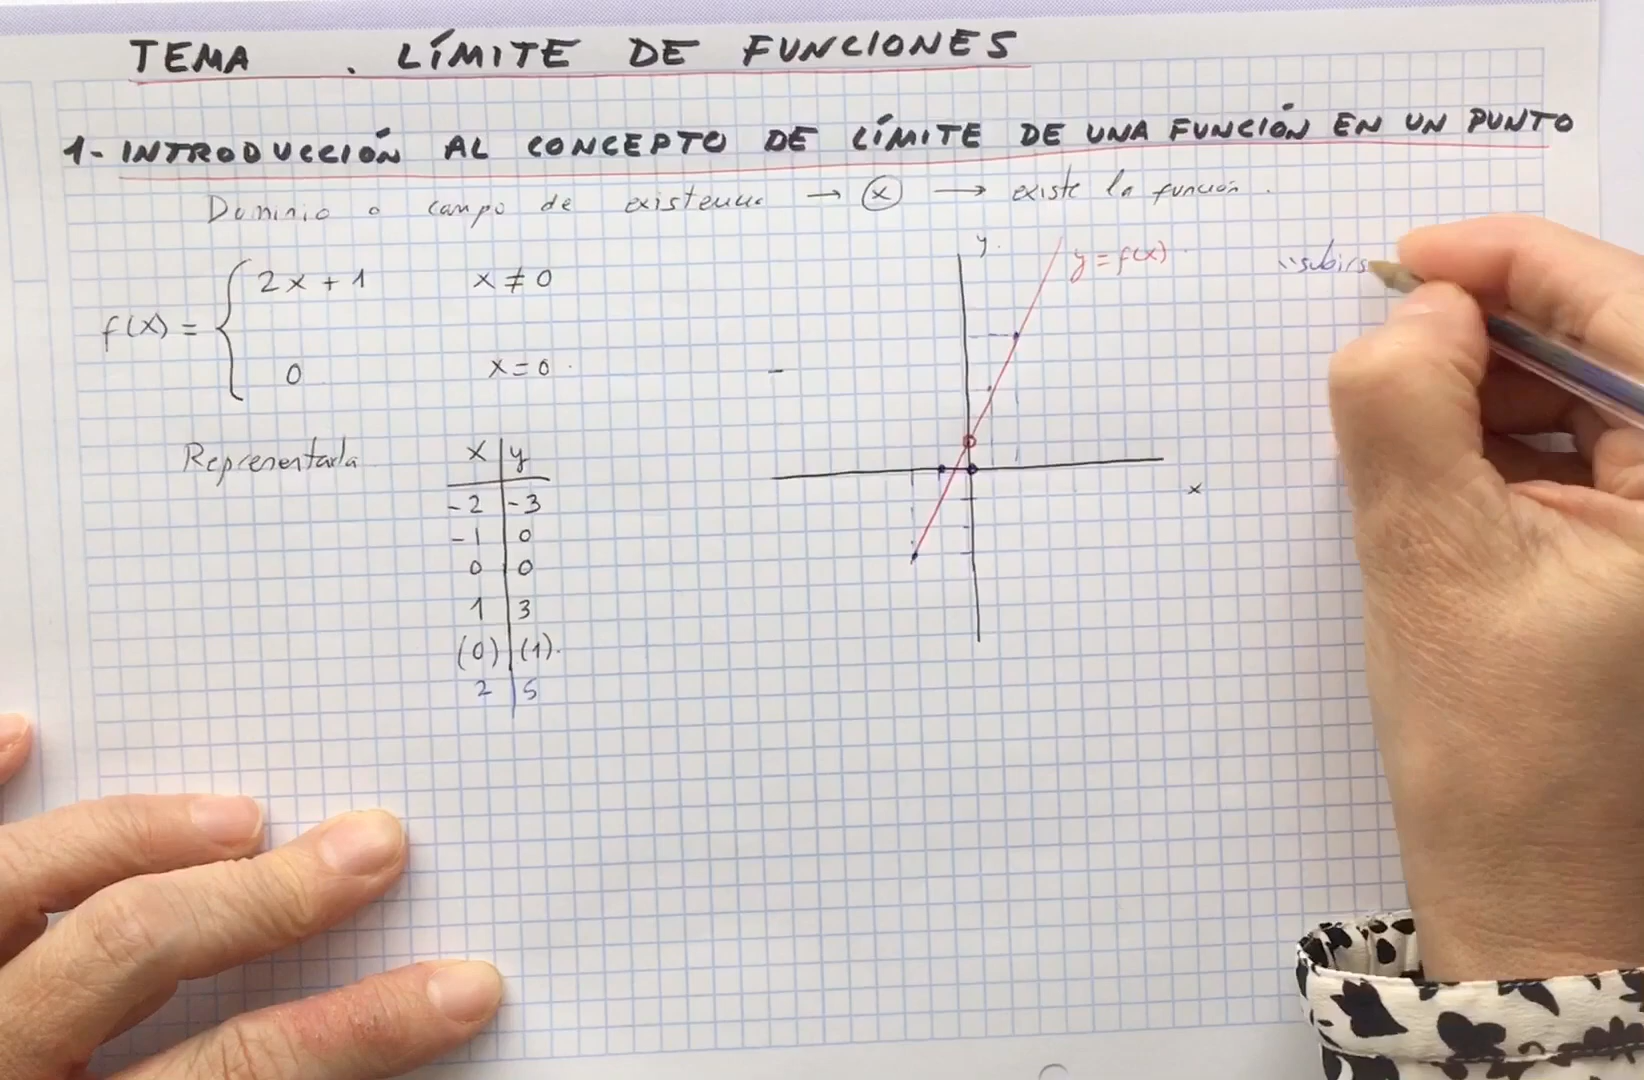 TEMA . LÍMITE DE FUNCIONES
1- INTRODUCCIÓN AL CONCEPTO DE LÍMITE DE UNA FUNCIÓN EN UN PUNTO
Dominio o campo de existencia → x → existe la función.
f(x) = { 2x + 1 x ≠ 0
0 x = 0.
Representarla
x | y
-2 | -3
-1 | 0
0 | 0
1 | 3
(0) | (1).
2 | 5
y.
y = f(x).
x
"subirs